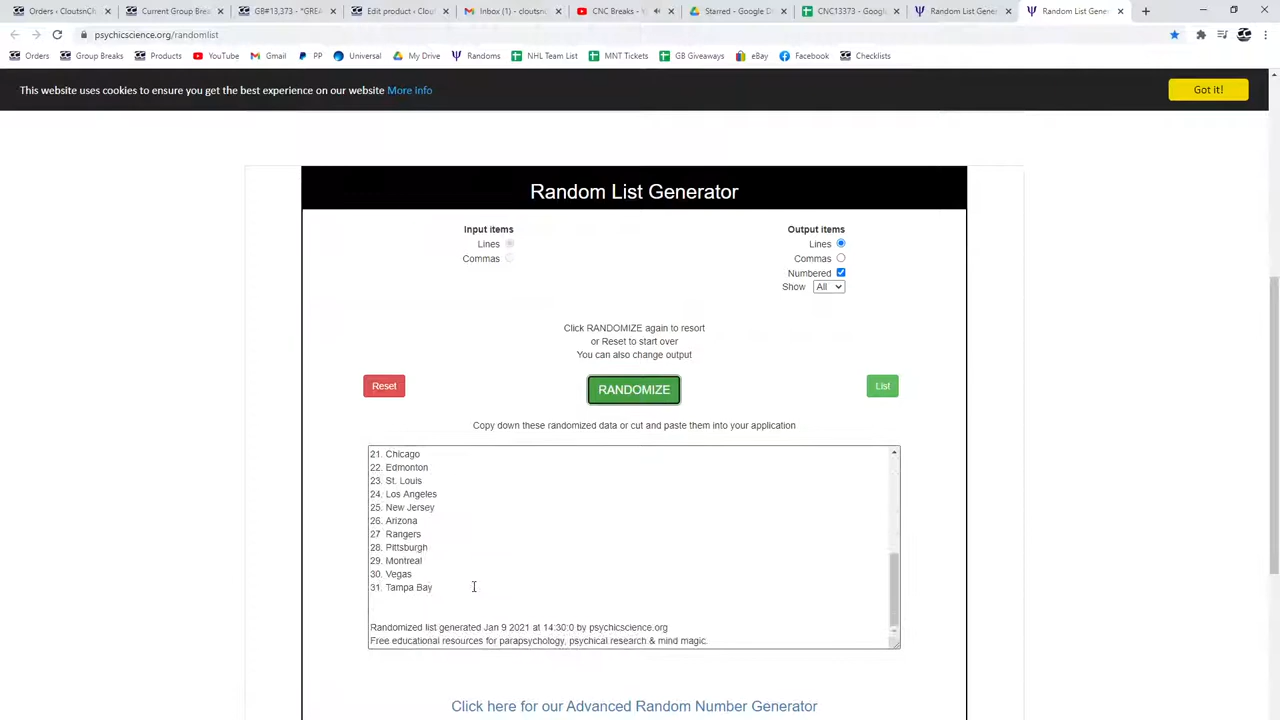 Orders - CloutsnCl
Current Group Break
GB#13,373 - *GREA
Edit product - Clout
Inbox (1) - cloutsno
CNC Breaks -
Starred - Google D
CNC13373 - Google
Random List Gener
Random List Genera
psychicscience.org/randomlist
Orders
Group Breaks
Products
YouTube
Gmail
PP
Universal
My Drive
Randoms
NHL Team List
MNT Tickets
GB Giveaways
eBay
Facebook
Checklists
This website uses cookies to ensure you get the best experience on our website More info
Got it!
Random List Generator
Input items
Lines
Commas
Output items
Lines
Commas
Numbered
Show All
Click RANDOMIZE again to resort
or Reset to start over
You can also change output
Reset
RANDOMIZE
List
Copy down these randomized data or cut and paste them into your application
21. Chicago
22. Edmonton
23. St. Louis
24. Los Angeles
25. New Jersey
26. Arizona
27 Rangers
28. Pittsburgh
29. Montreal
30. Vegas
31. Tampa Bay
Randomized list generated Jan 9 2021 at 14:30:0 by psychicscience.org
Free educational resources for parapsychology, psychical research & mind magic.
Click here for our Advanced Random Number Generator